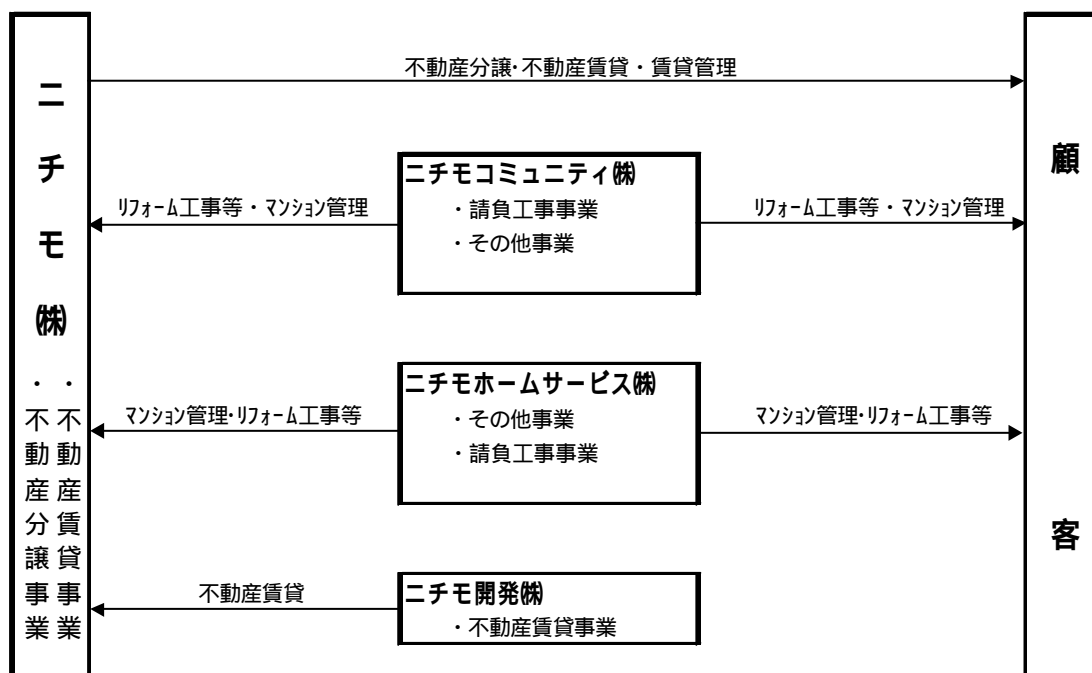 ニチモ㈱
・不動産賃貸事業
・不動産分譲事業
不動産分譲・不動産賃貸・賃貸管理
顧客
ニチモコミュニティ㈱
・請負工事事業
・その他事業
ﾘﾌｫｰﾑ工事等・ﾏﾝｼｮﾝ管理
ﾘﾌｫｰﾑ工事等・ﾏﾝｼｮﾝ管理
ニチモホームサービス㈱
・その他事業
・請負工事事業
ﾏﾝｼｮﾝ管理・ﾘﾌｫｰﾑ工事等
ﾏﾝｼｮﾝ管理・ﾘﾌｫｰﾑ工事等
不動産賃貸
ニチモ開発㈱
・不動産賃貸事業